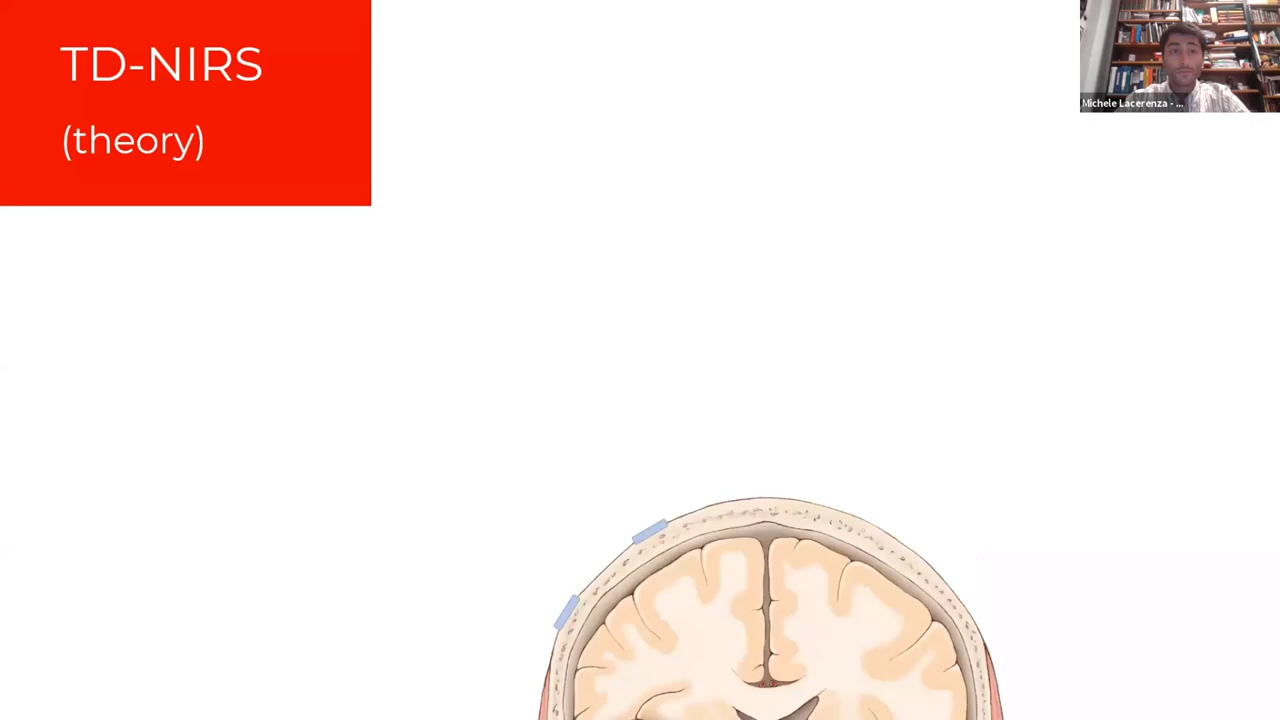 TD-NIRS
(theory)
Michele Lacerenza - ...